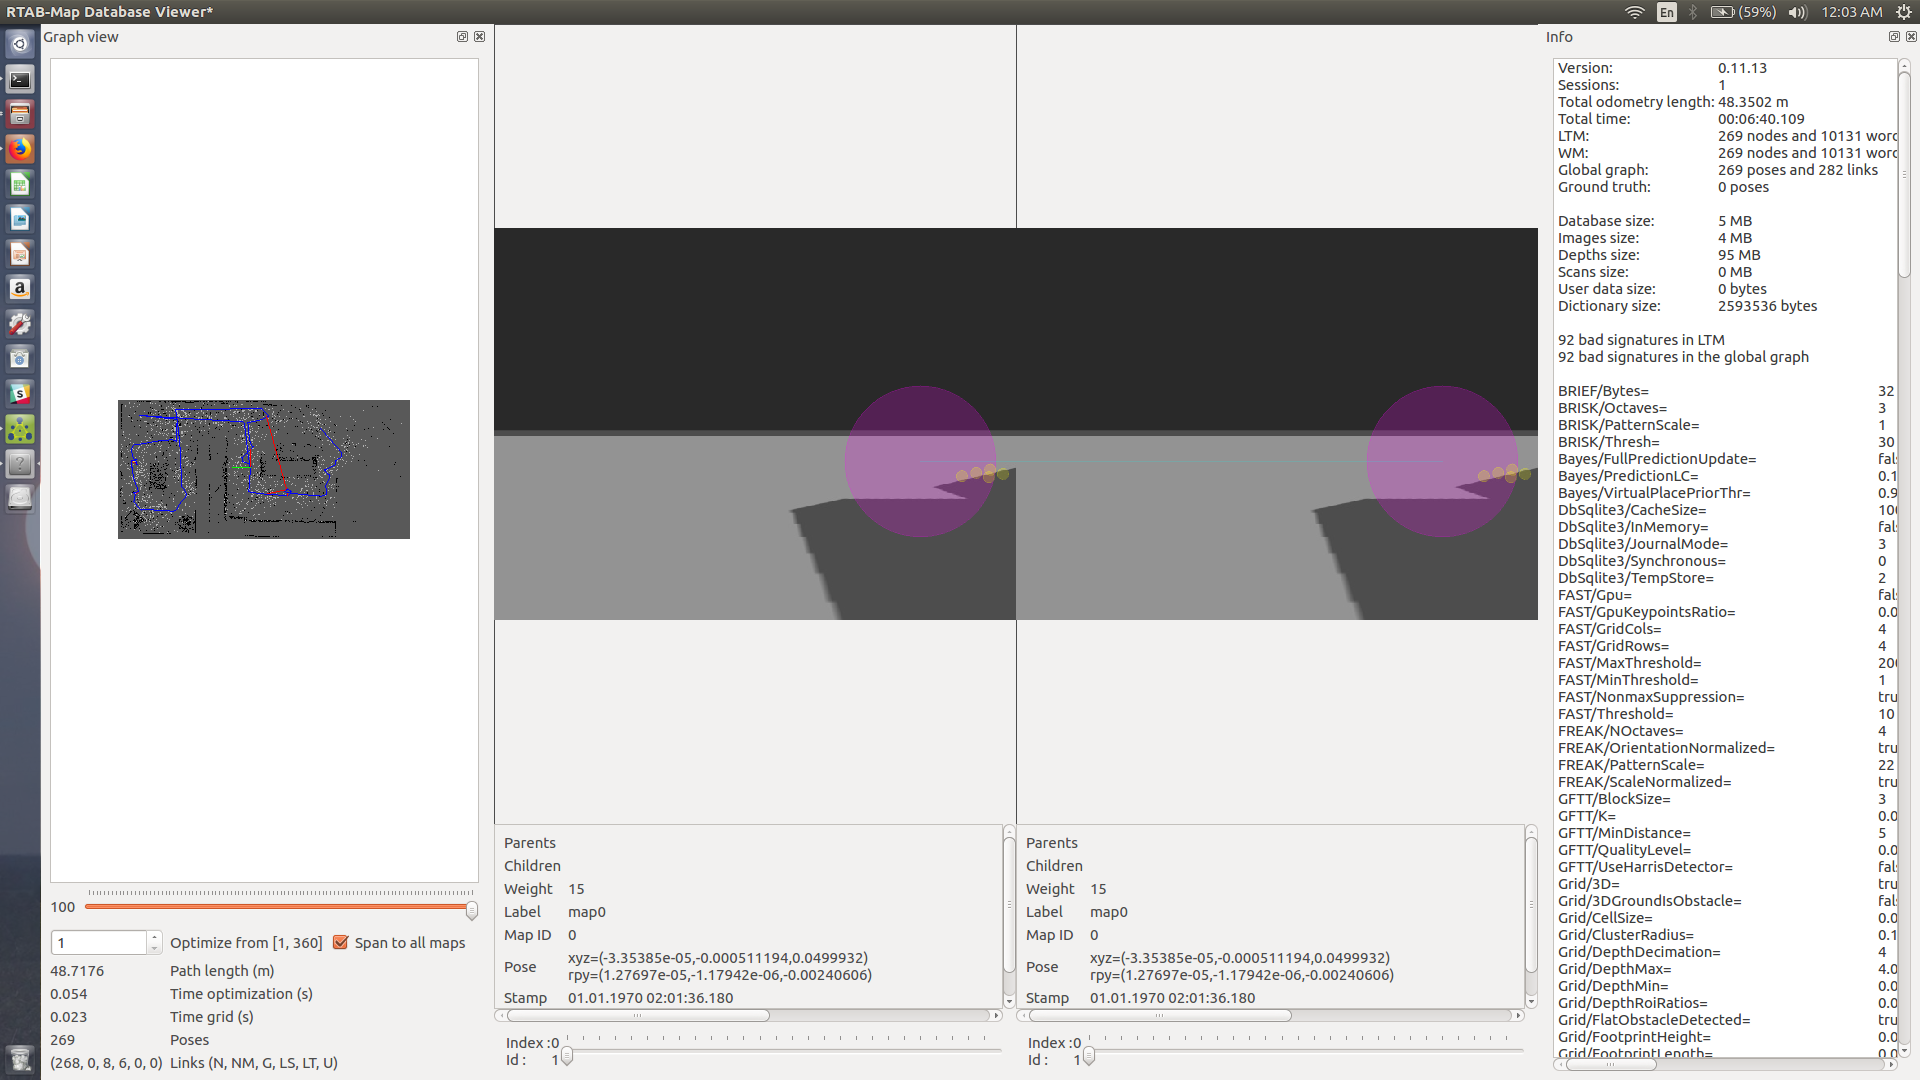 RTAB-Map Database Viewer*
En
(59%)
12:03 AM
Graph view
100
1
Optimize from [1, 360]
Span to all maps
48.7176 Path length (m)
0.054 Time optimization (s)
0.023 Time grid (s)
269 Poses
(268, 0, 8, 6, 0, 0) Links (N, NM, G, LS, LT, U)
Parents
Children
Weight 15
Label map0
Map ID 0
Pose xyz=(-3.35385e-05,-0.000511194,0.0499932)
rpy=(1.27697e-05,-1.17942e-06,-0.00240606)
Stamp 01.01.1970 02:01:36.180
Index :0
Id : 1
Parents
Children
Weight 15
Label map0
Map ID 0
Pose xyz=(-3.35385e-05,-0.000511194,0.0499932)
rpy=(1.27697e-05,-1.17942e-06,-0.00240606)
Stamp 01.01.1970 02:01:36.180
Index :0
Id : 1
Info
Version: 0.11.13
Sessions: 1
Total odometry length: 48.3502 m
Total time: 00:06:40.109
LTM: 269 nodes and 10131 word
WM: 269 nodes and 10131 word
Global graph: 269 poses and 282 links
Ground truth: 0 poses
Database size: 5 MB
Images size: 4 MB
Depths size: 95 MB
Scans size: 0 MB
User data size: 0 bytes
Dictionary size: 2593536 bytes
92 bad signatures in LTM
92 bad signatures in the global graph
BRIEF/Bytes= 32
BRISK/Octaves= 3
BRISK/PatternScale= 1
BRISK/Thresh= 30
Bayes/FullPredictionUpdate= fal
Bayes/PredictionLC= 0.1
Bayes/VirtualPlacePriorThr= 0.9
DbSqlite3/CacheSize= 100
DbSqlite3/InMemory= fal
DbSqlite3/JournalMode= 3
DbSqlite3/Synchronous= 0
DbSqlite3/TempStore= 2
FAST/Gpu= fal
FAST/GpuKeypointsRatio= 0.0
FAST/GridCols= 4
FAST/GridRows= 4
FAST/MaxThreshold= 200
FAST/MinThreshold= 1
FAST/NonmaxSuppression= tru
FAST/Threshold= 10
FREAK/NOctaves= 4
FREAK/OrientationNormalized= tru
FREAK/PatternScale= 22
FREAK/ScaleNormalized= tru
GFTT/BlockSize= 3
GFTT/K= 0.0
GFTT/MinDistance= 5
GFTT/QualityLevel= 0.0
GFTT/UseHarrisDetector= fal
Grid/3D= tru
Grid/3DGroundIsObstacle= fal
Grid/CellSize= 0.0
Grid/ClusterRadius= 0.1
Grid/DepthDecimation= 4
Grid/DepthMax= 4.0
Grid/DepthMin= 0.0
Grid/DepthRoiRatios= 0.0
Grid/FlatObstacleDetected= tru
Grid/FootprintHeight= 0.0
Grid/FootprintLength= 0.0